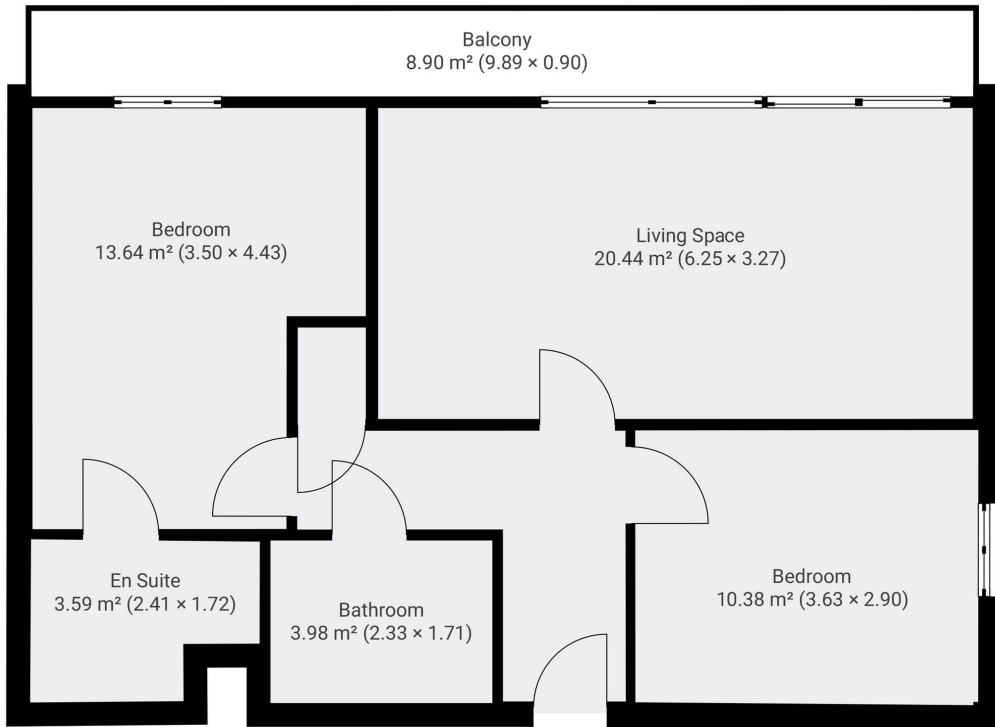 Balcony
8.90 m² (9.89 × 0.90)
Bedroom
13.64 m² (3.50 × 4.43)
Living Space
20.44 m² (6.25 × 3.27)
En Suite
3.59 m² (2.41 × 1.72)
Bathroom
3.98 m² (2.33 × 1.71)
Bedroom
10.38 m² (3.63 × 2.90)